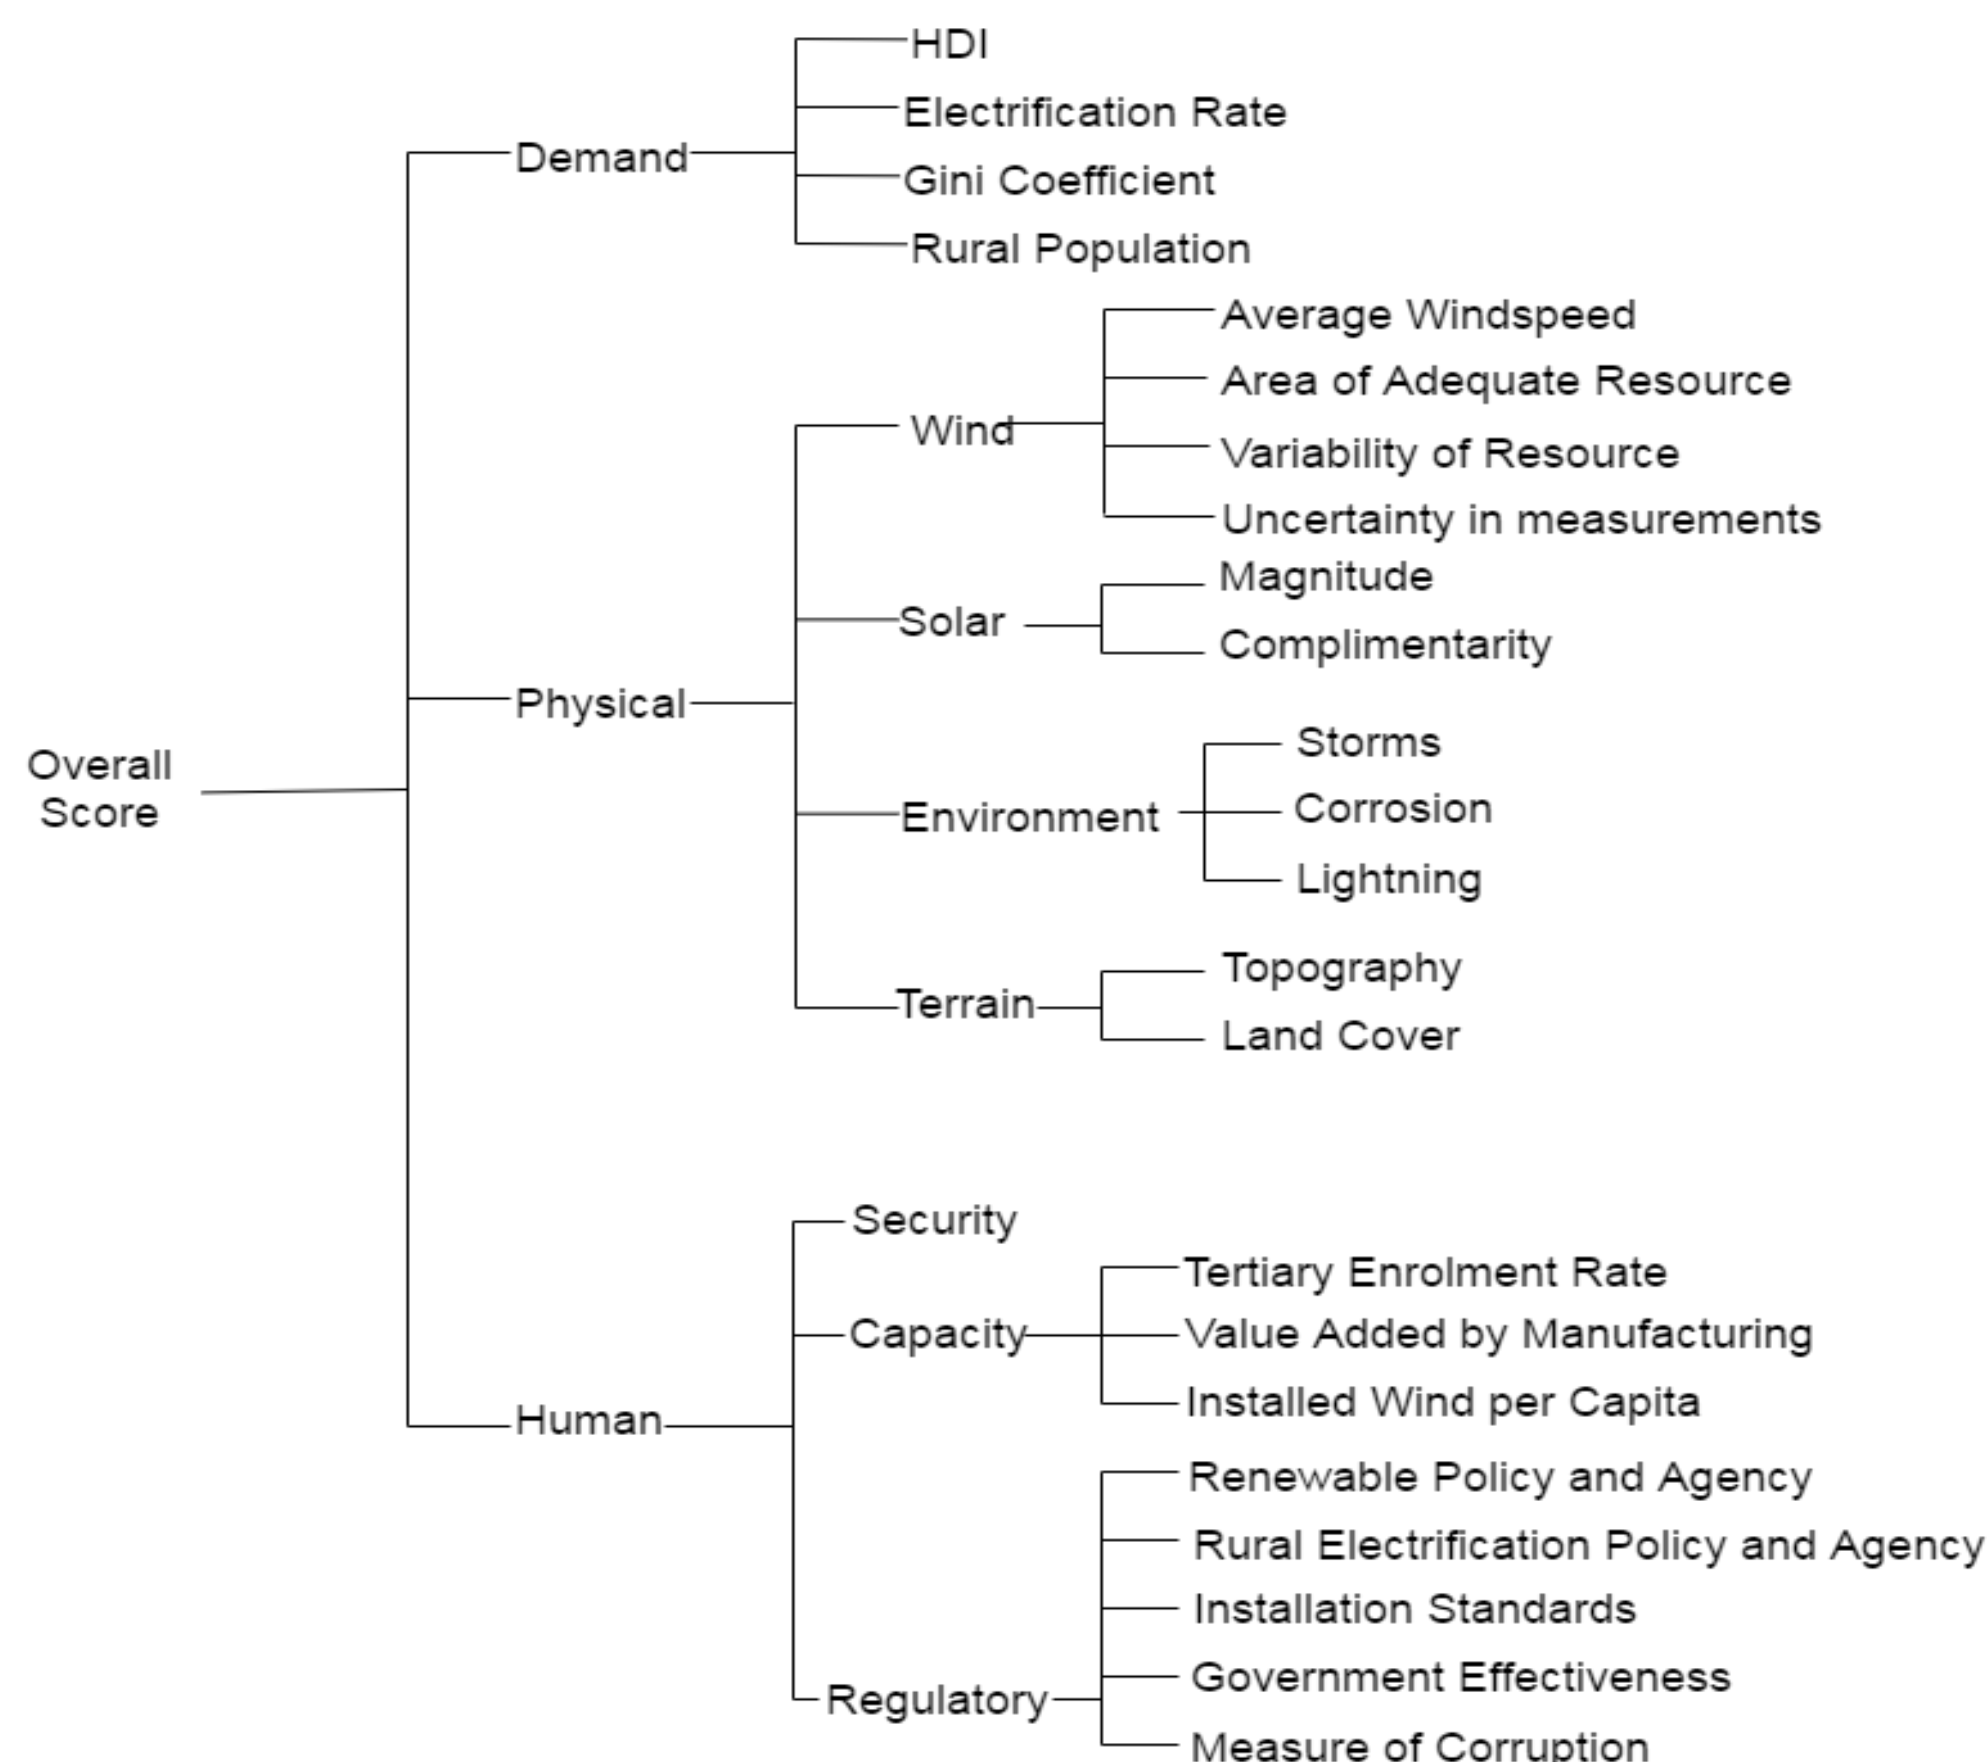 HDI
Electrification Rate
Demand
Gini Coefficient
Rural Population
Average Windspeed
Area of Adequate Resource
Wind
Variability of Resource
Uncertainty in measurements
Magnitude
Solar
Complimentarity
Physical
Storms
Overall
Score
Corrosion
Environment
Lightning
Topography
Terrain
Land Cover
Security
Tertiary Enrolment Rate
Capacity
Value Added by Manufacturing
Installed Wind per Capita
Human
Renewable Policy and Agency
Rural Electrification Policy and Agency
Installation Standards
Government Effectiveness
Regulatory
Measure of Corruption